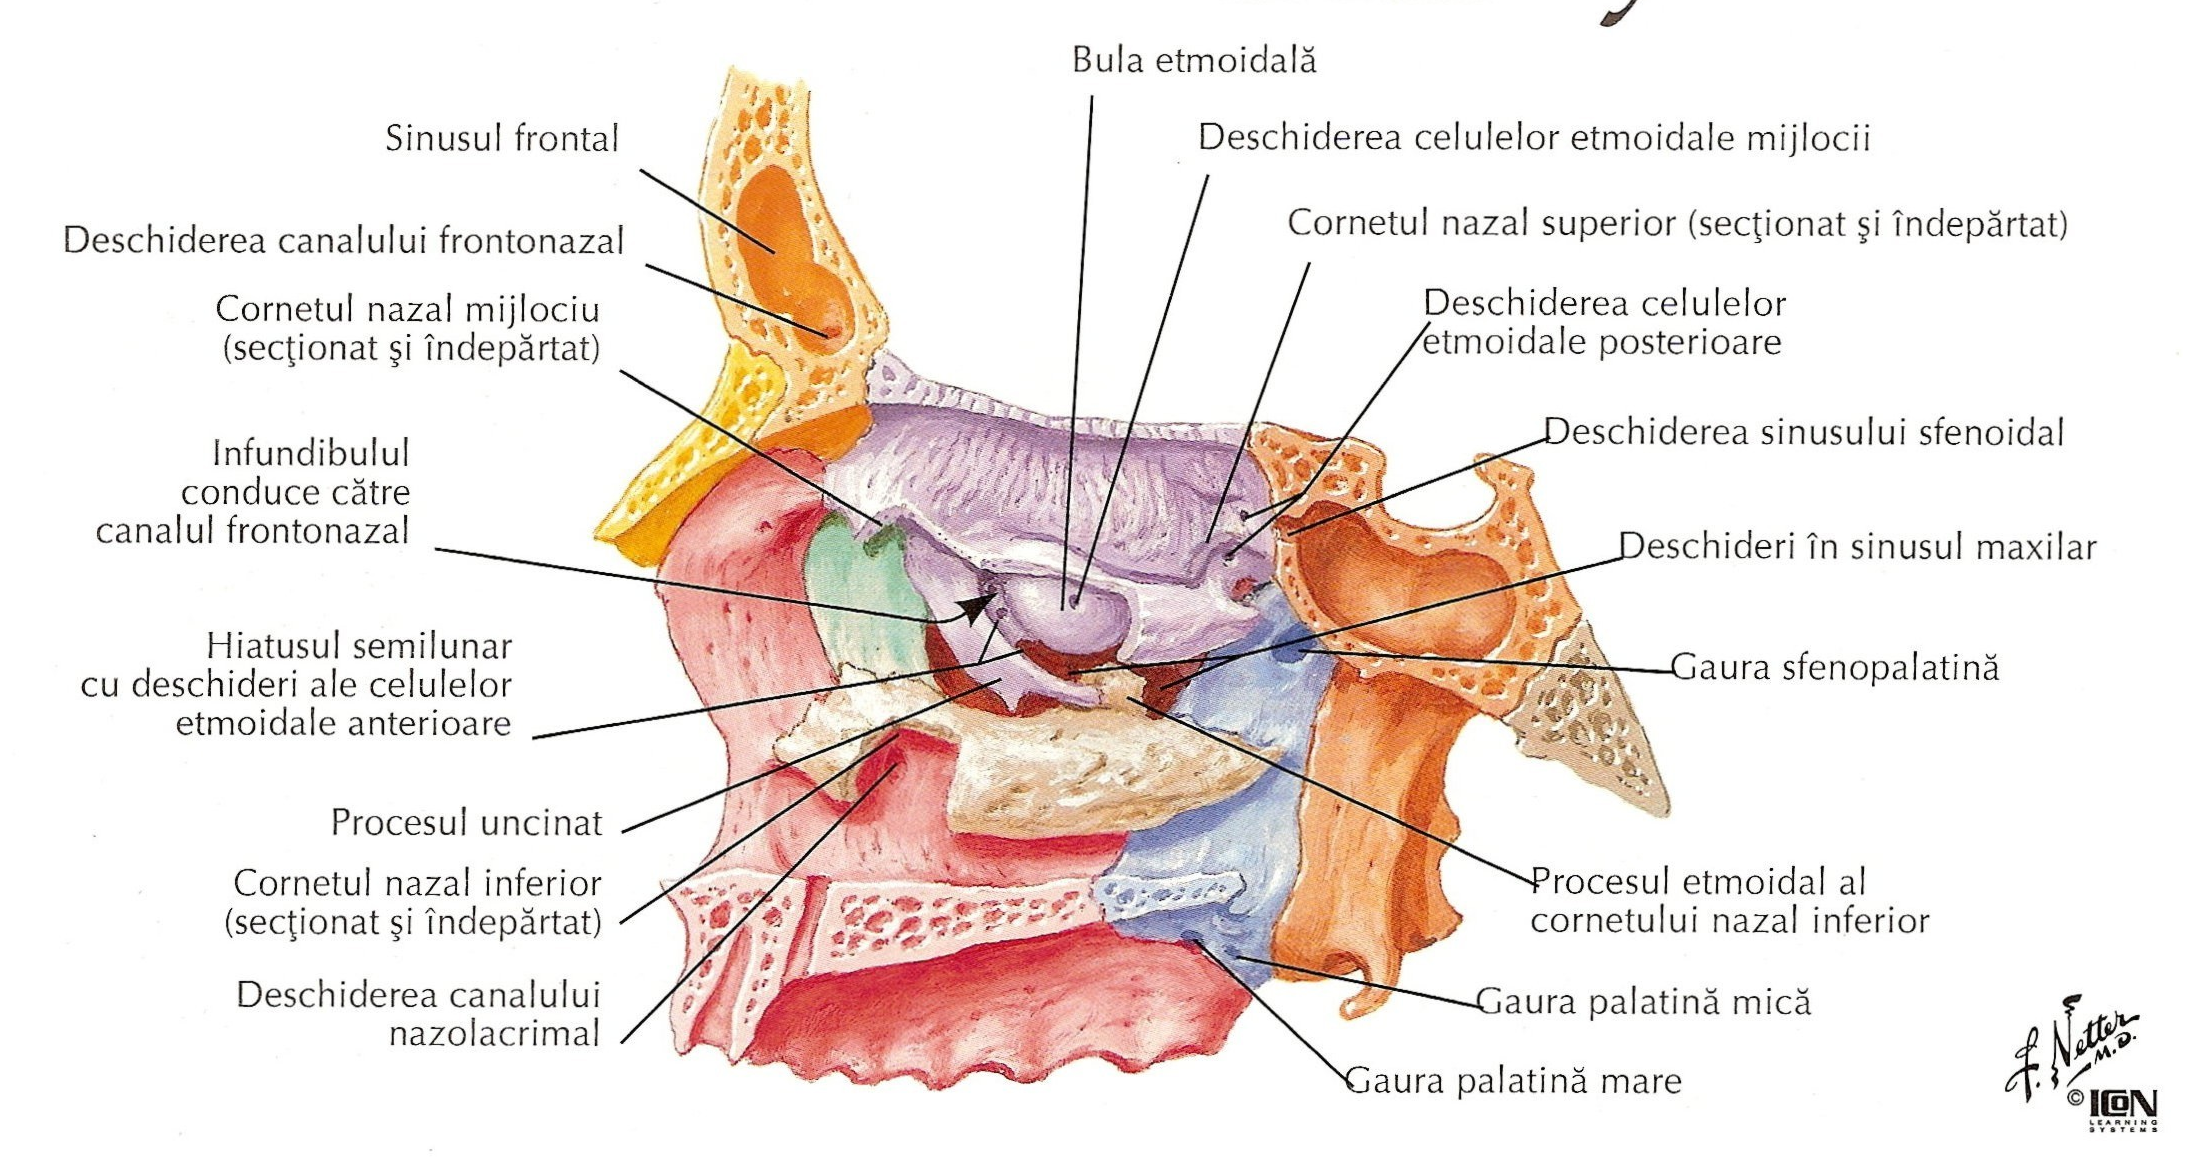 Bula etmoidală
Sinusul frontal
Deschiderea celulelor etmoidale mijlocii
Deschiderea canalului frontonazal
Cornetul nazal superior (secţionat şi îndepărtat)
Cornetul nazal mijlociu
(secţionat şi îndepărtat)
Deschiderea celulelor
etmoidale posterioare
Infundibulul
conduce către
canalul frontonazal
Deschiderea sinusului sfenoidal
Deschideri în sinusul maxilar
Hiatusul semilunar
cu deschideri ale celulelor
etmoidale anterioare
Gaura sfenopalatină
Procesul uncinat
Cornetul nazal inferior
(secţionat şi îndepărtat)
Procesul etmoidal al
cornetului nazal inferior
Deschiderea canalului
nazolacrimal
Gaura palatină mică
Gaura palatină mare
F. Netter
M.D.
© ICON
LEARNING
SYSTEMS